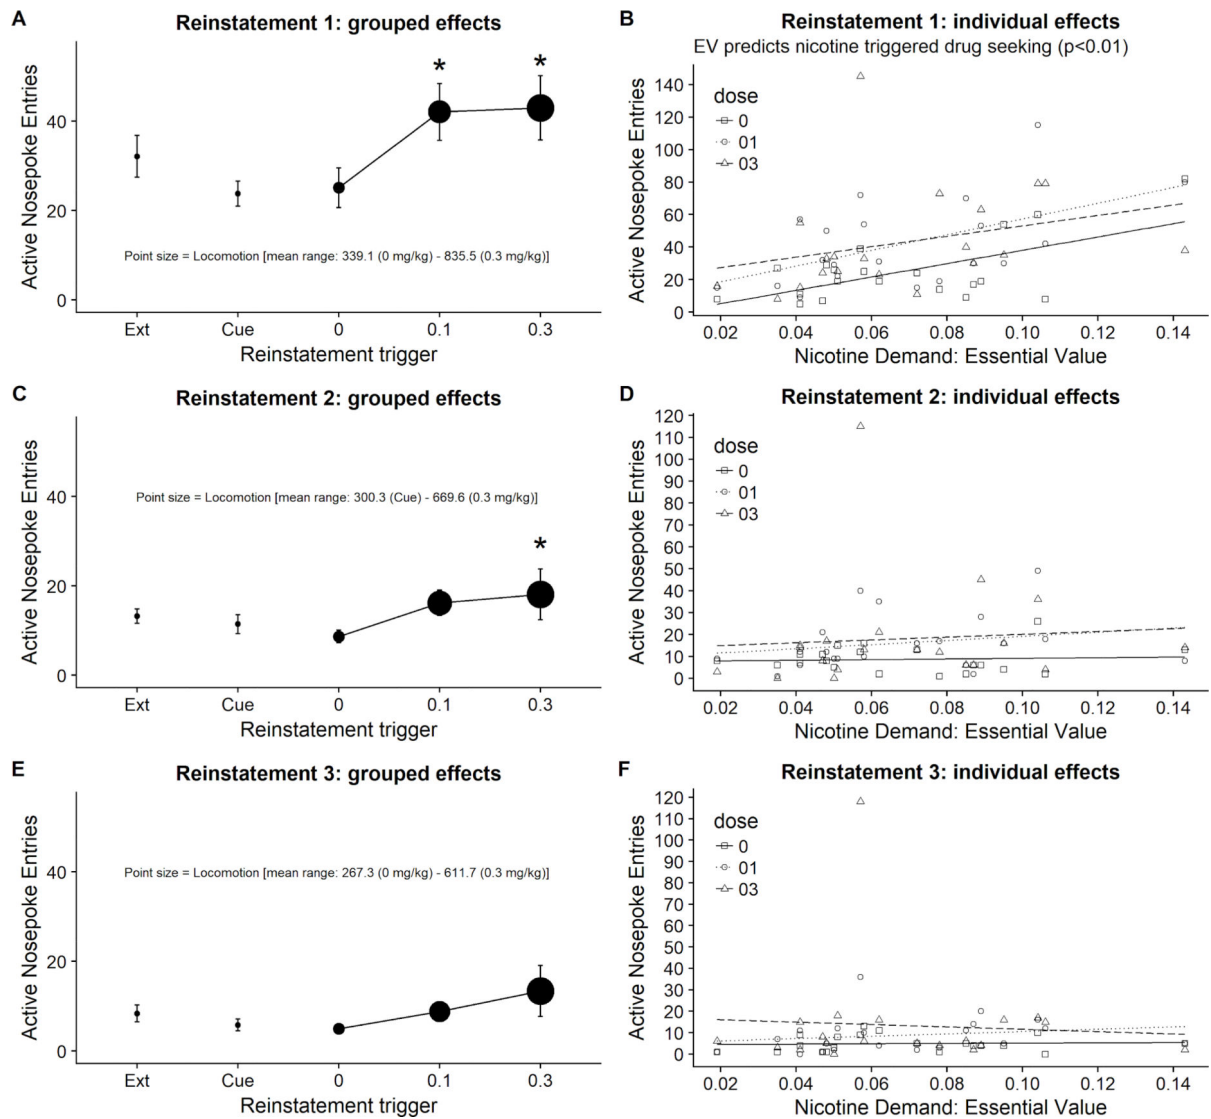 A
Reinstatement 1: grouped effects
Active Nosepoke Entries
40
20
0
*
*
Point size = Locomotion [mean range: 339.1 (0 mg/kg) - 835.5 (0.3 mg/kg)]
Ext Cue 0 0.1 0.3
Reinstatement trigger
B
Reinstatement 1: individual effects
EV predicts nicotine triggered drug seeking (p<0.01)
Active Nosepoke Entries
140
120
100
80
60
40
20
0
dose
0
01
03
0.02 0.04 0.06 0.08 0.10 0.12 0.14
Nicotine Demand: Essential Value
C
Reinstatement 2: grouped effects
Active Nosepoke Entries
40
20
0
Point size = Locomotion [mean range: 300.3 (Cue) - 669.6 (0.3 mg/kg)]
*
Ext Cue 0 0.1 0.3
Reinstatement trigger
D
Reinstatement 2: individual effects
Active Nosepoke Entries
120
110
100
90
80
70
60
50
40
30
20
10
0
dose
0
01
03
0.02 0.04 0.06 0.08 0.10 0.12 0.14
Nicotine Demand: Essential Value
E
Reinstatement 3: grouped effects
Active Nosepoke Entries
40
20
0
Point size = Locomotion [mean range: 267.3 (0 mg/kg) - 611.7 (0.3 mg/kg)]
Ext Cue 0 0.1 0.3
Reinstatement trigger
F
Reinstatement 3: individual effects
Active Nosepoke Entries
120
110
100
90
80
70
60
50
40
30
20
10
0
dose
0
01
03
0.02 0.04 0.06 0.08 0.10 0.12 0.14
Nicotine Demand: Essential Value